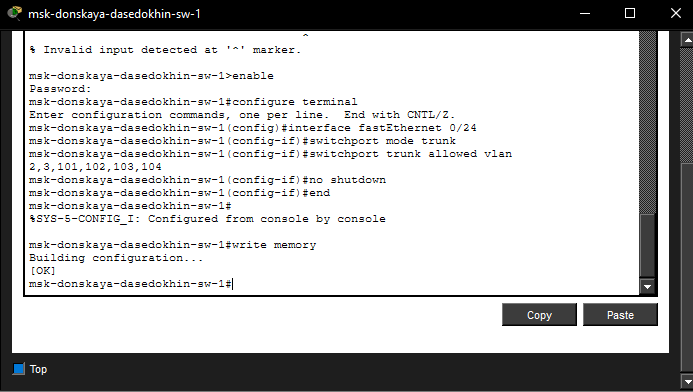 msk-donskaya-dasedokhin-sw-1
^
% Invalid input detected at '^' marker.
msk-donskaya-dasedokhin-sw-1>enable
Password:
msk-donskaya-dasedokhin-sw-1#configure terminal
Enter configuration commands, one per line.  End with CNTL/Z.
msk-donskaya-dasedokhin-sw-1(config)#interface fastEthernet 0/24
msk-donskaya-dasedokhin-sw-1(config-if)#switchport mode trunk
msk-donskaya-dasedokhin-sw-1(config-if)#switchport trunk allowed vlan
2,3,101,102,103,104
msk-donskaya-dasedokhin-sw-1(config-if)#no shutdown
msk-donskaya-dasedokhin-sw-1(config-if)#end
msk-donskaya-dasedokhin-sw-1#
%SYS-5-CONFIG_I: Configured from console by console
msk-donskaya-dasedokhin-sw-1#write memory
Building configuration...
[OK]
msk-donskaya-dasedokhin-sw-1#
Copy Paste
Top